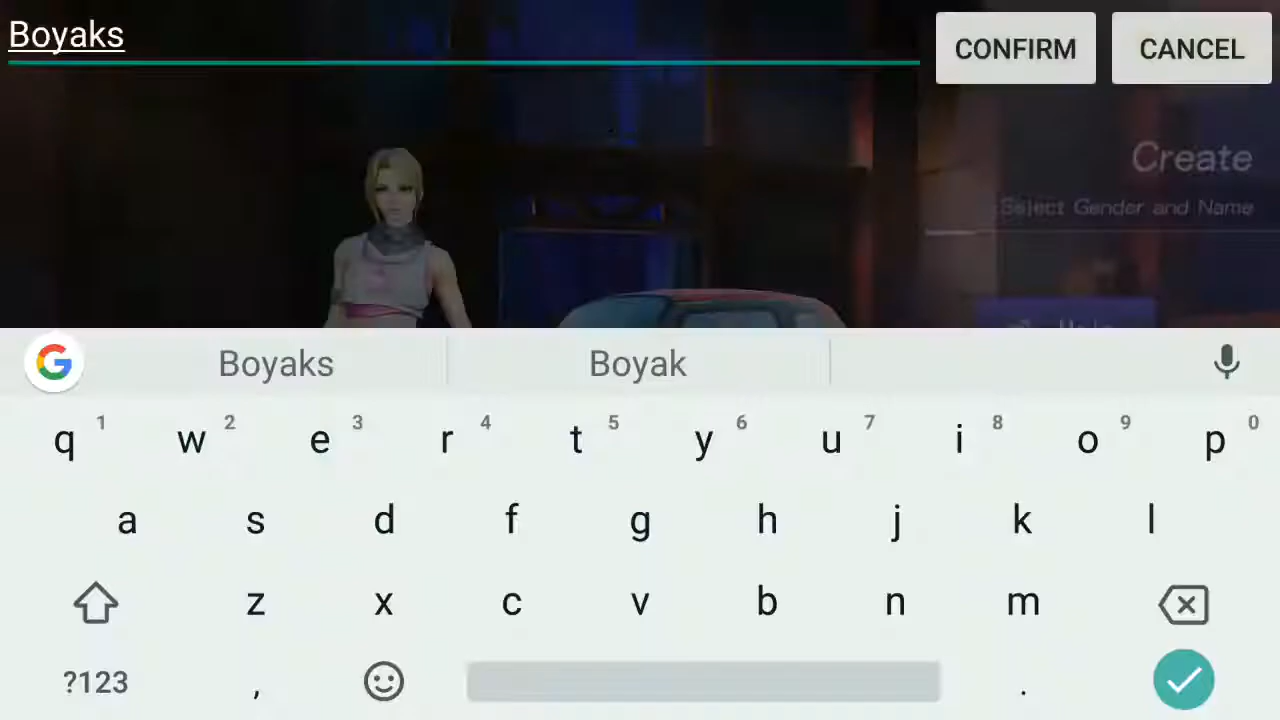 Boyaks
CONFIRM CANCEL
Create
Select Gender and Name
Boyaks Boyak
q 1 w 2 e 3 r 4 t 5 y 6 u 7 i 8 o 9 p 0
a s d f g h j k l
z x c v b n m
?123 , .